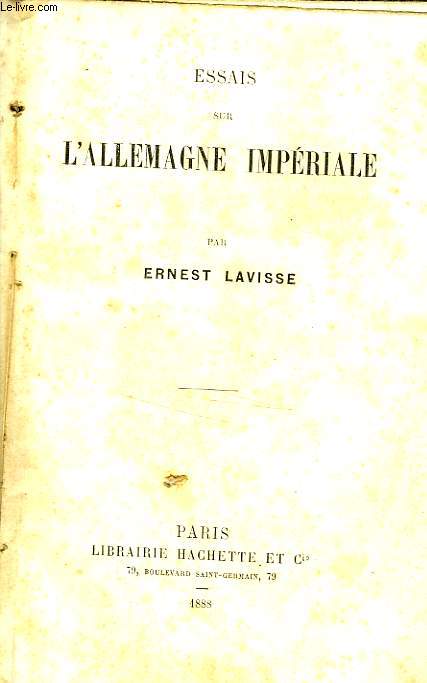 Le-livre.com
ESSAIS
SUR
L'ALLEMAGNE IMPÉRIALE
PAR
ERNEST LAVISSE
PARIS
LIBRAIRIE HACHETTE ET Cie
79, BOULEVARD SAINT-GERMAIN, 79
1888